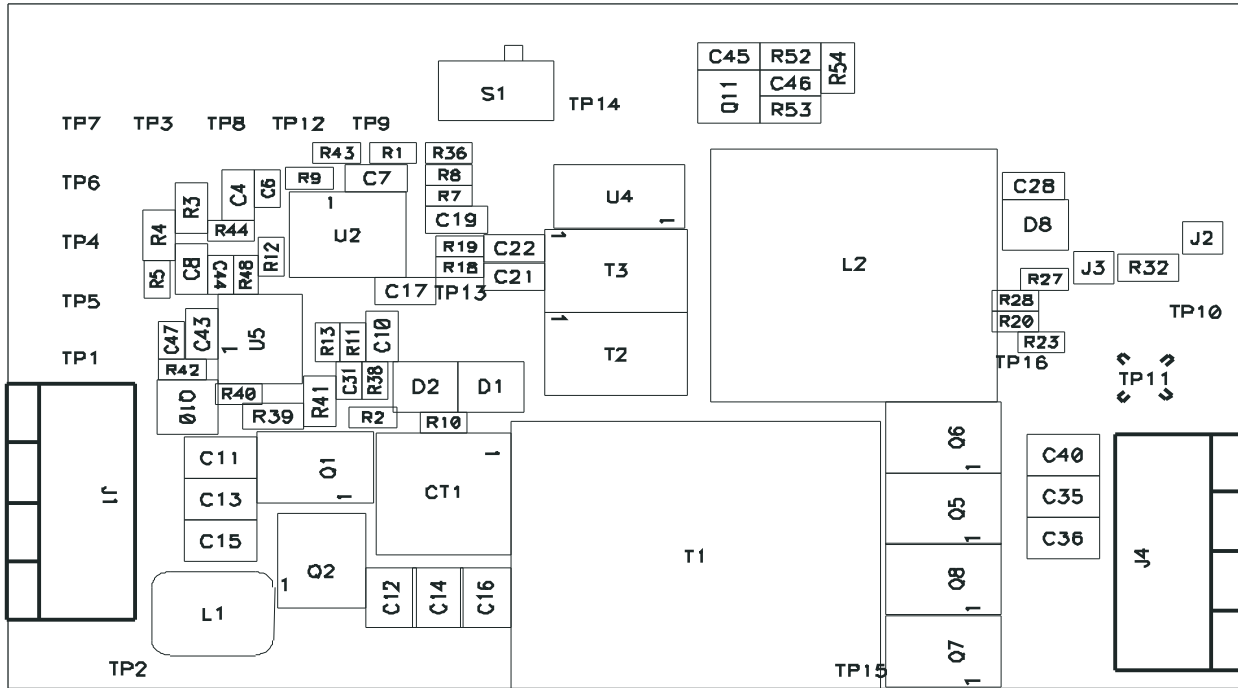 C45 R52 R54
C46
Q11 R53
S1 TP14
TP7 TP3 TP8 TP12 TP9
R43 R1 R36
TP6 R3 C4 C6 R9 C7 R8
R7 U4 C28
R4 R44 1 U2 C19 1 D8
R5 C3 C44 R48 R12 R19 C22 1 J2
TP4 R18 C21 T3 L2 J3 R32
C17 TP13 R27
TP5 R28
C47 C43 1 U5 R13 R11 C10 1 R20 TP10
TP1 T2 R23
R42 C31 R38 D2 D1 TP16 TP11
Q10 R40 R41
R39 R2 R10 Q6
C11 Q1 1 1 C40
J1 C13 1 CT1 C35
C15 Q5 C36
1
Q2 T1 J4
1 Q8
L1 C12 C14 C16 1
Q7
TP2 TP15 1